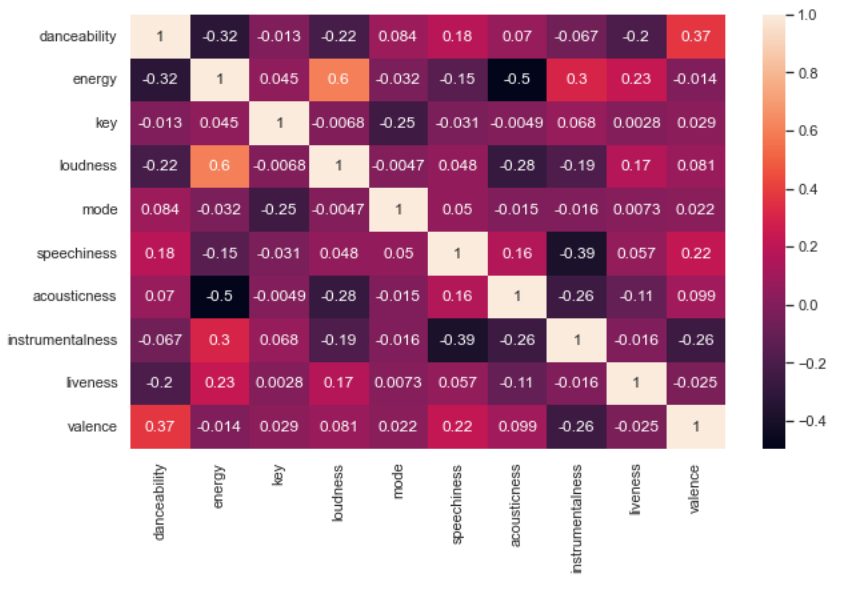 danceability 1 -0.32 -0.013 -0.22 0.084 0.18 0.07 -0.067 -0.2 0.37
energy -0.32 1 0.045 0.6 -0.032 -0.15 -0.5 0.3 0.23 -0.014
key -0.013 0.045 1 -0.0068 -0.25 -0.031 -0.0049 0.068 0.0028 0.029
loudness -0.22 0.6 -0.0068 1 -0.0047 0.048 -0.28 -0.19 0.17 0.081
mode 0.084 -0.032 -0.25 -0.0047 1 0.05 -0.015 -0.016 0.0073 0.022
speechiness 0.18 -0.15 -0.031 0.048 0.05 1 0.16 -0.39 0.057 0.22
acousticness 0.07 -0.5 -0.0049 -0.28 -0.015 0.16 1 -0.26 -0.11 0.099
instrumentalness -0.067 0.3 0.068 -0.19 -0.016 -0.39 -0.26 1 -0.016 -0.26
liveness -0.2 0.23 0.0028 0.17 0.0073 0.057 -0.11 -0.016 1 -0.025
valence 0.37 -0.014 0.029 0.081 0.022 0.22 0.099 -0.26 -0.025 1
danceability
energy
key
loudness
mode
speechiness
acousticness
instrumentalness
liveness
valence
1.0
0.8
0.6
0.4
0.2
0.0
-0.2
-0.4